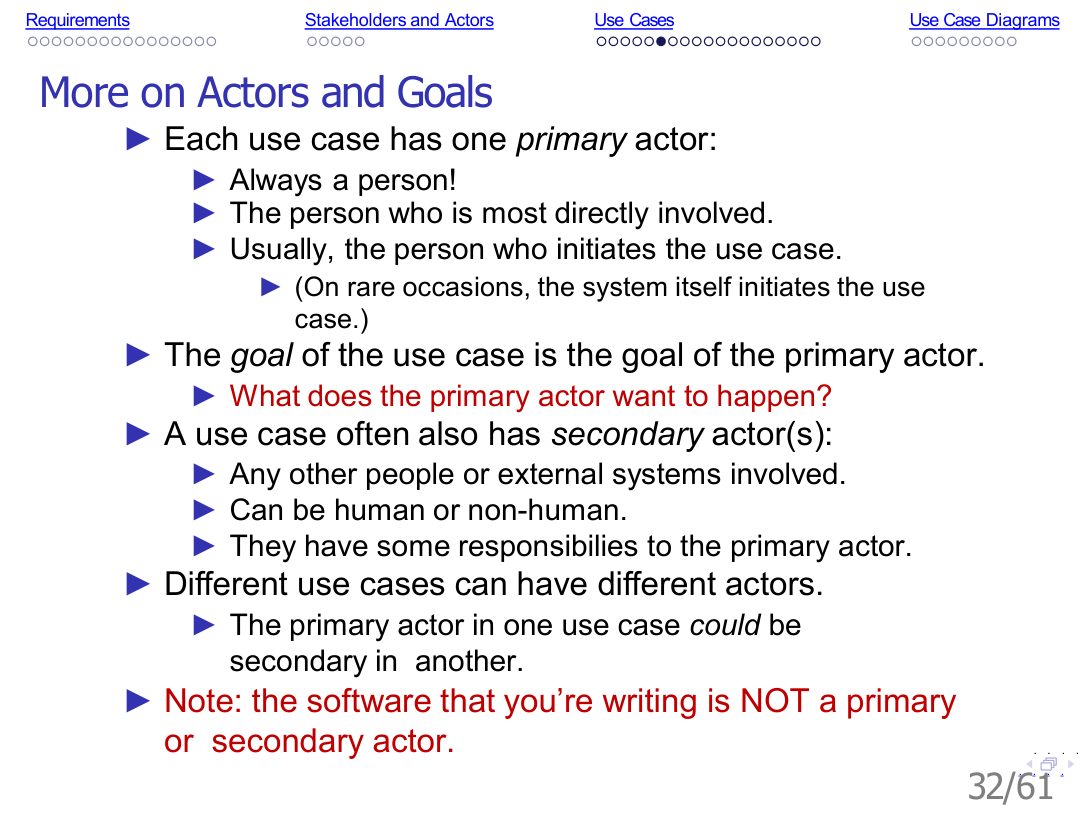 Requirements Stakeholders and Actors Use Cases Use Case Diagrams
More on Actors and Goals
► Each use case has one primary actor:
► Always a person!
► The person who is most directly involved.
► Usually, the person who initiates the use case.
► (On rare occasions, the system itself initiates the use
case.)
► The goal of the use case is the goal of the primary actor.
► What does the primary actor want to happen?
► A use case often also has secondary actor(s):
► Any other people or external systems involved.
► Can be human or non-human.
► They have some responsibilies to the primary actor.
► Different use cases can have different actors.
► The primary actor in one use case could be
secondary in another.
► Note: the software that you’re writing is NOT a primary
or secondary actor.
32/61